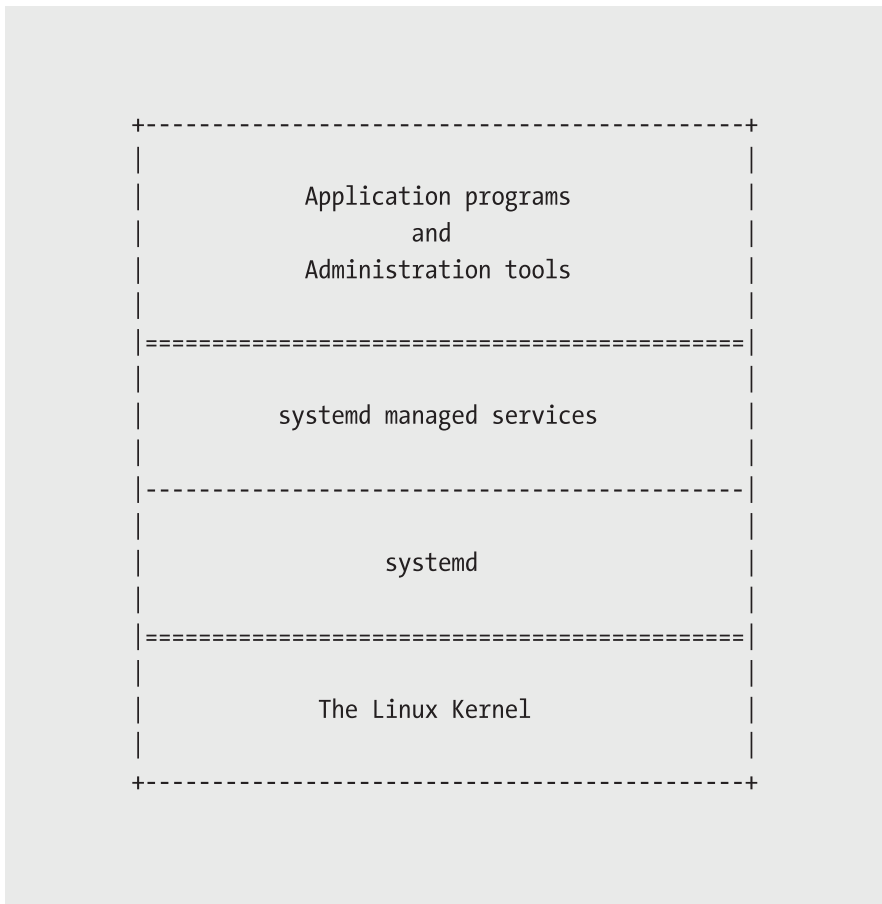 Application programs
and
Administration tools
systemd managed services
systemd
The Linux Kernel